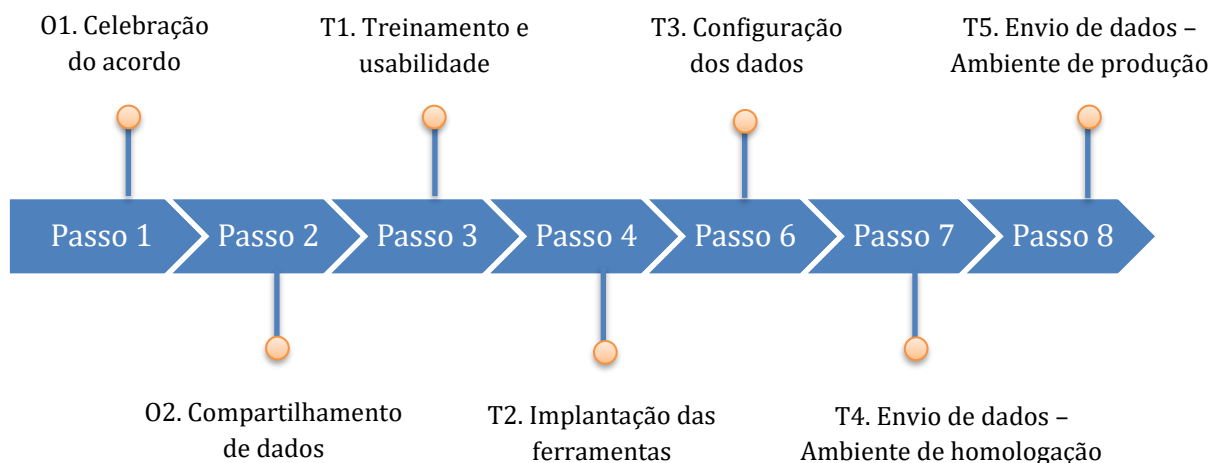 O1. Celebração
do acordo
T1. Treinamento e
usabilidade
T3. Configuração
dos dados
T5. Envio de dados –
Ambiente de produção
Passo 1
Passo 2
Passo 3
Passo 4
Passo 6
Passo 7
Passo 8
O2. Compartilhamento
de dados
T2. Implantação das
ferramentas
T4. Envio de dados –
Ambiente de homologação